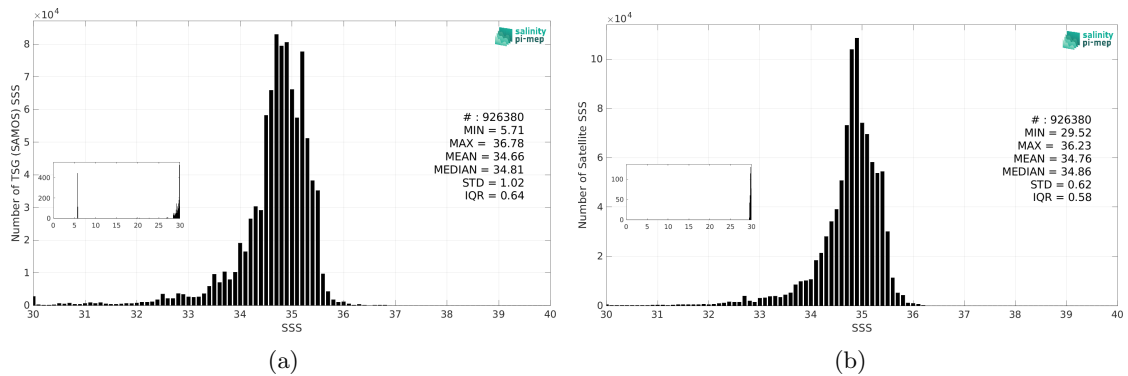 ×10⁴
8
7
6
5
4
3
2
1
0
Number of TSG (SAMOS) SSS
salinity
pi-mep
# : 926380
MIN = 5.71
MAX = 36.78
MEAN = 34.66
MEDIAN = 34.81
STD = 1.02
IQR = 0.64
400
200
0
0 5 10 15 20 25 30
30 31 32 33 34 35 36 37 38 39 40
SSS
(a)
×10⁴
10
8
6
4
2
0
Number of Satellite SSS
salinity
pi-mep
# : 926380
MIN = 29.52
MAX = 36.23
MEAN = 34.76
MEDIAN = 34.86
STD = 0.62
IQR = 0.58
100
50
0
0 5 10 15 20 25 30
30 31 32 33 34 35 36 37 38 39 40
SSS
(b)